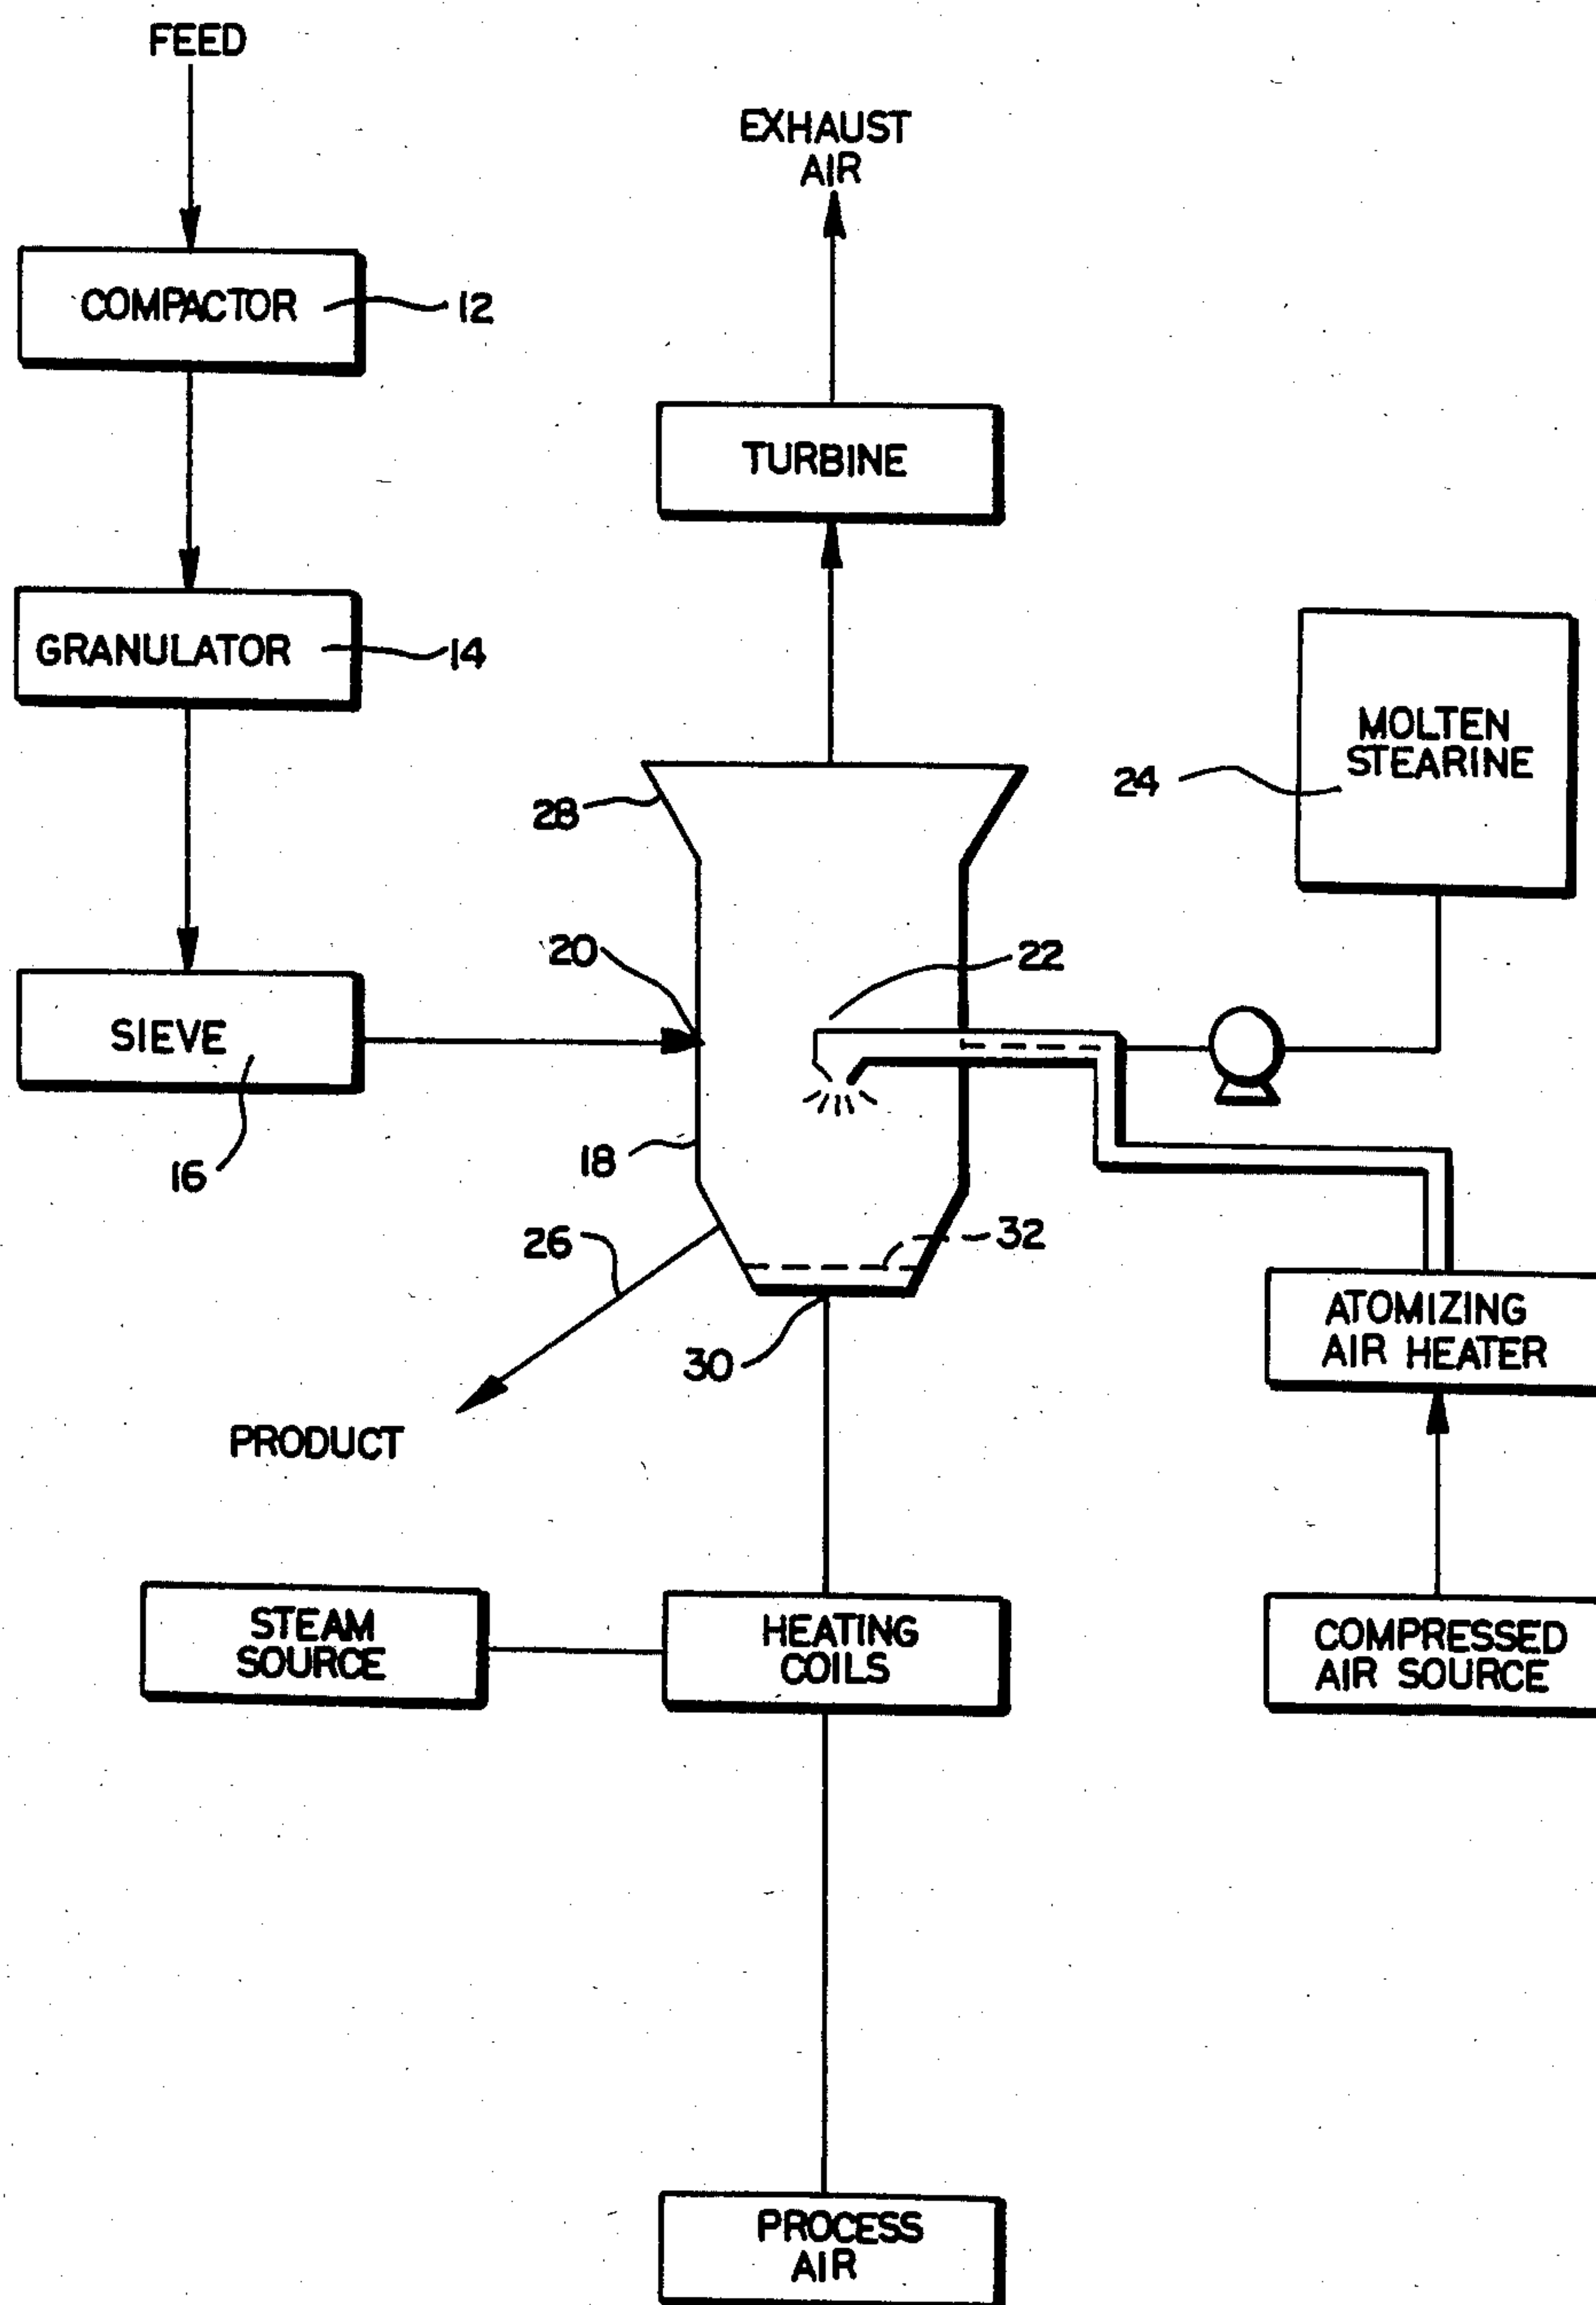 FEED
EXHAUST
AIR
COMPACTOR
12
TURBINE
GRANULATOR
14
MOLTEN
STEARINE
24
28
20
22
SIEVE
16
18
26
32
30
ATOMIZING
AIR HEATER
PRODUCT
STEAM
SOURCE
HEATING
COILS
COMPRESSED
AIR SOURCE
PROCESS
AIR